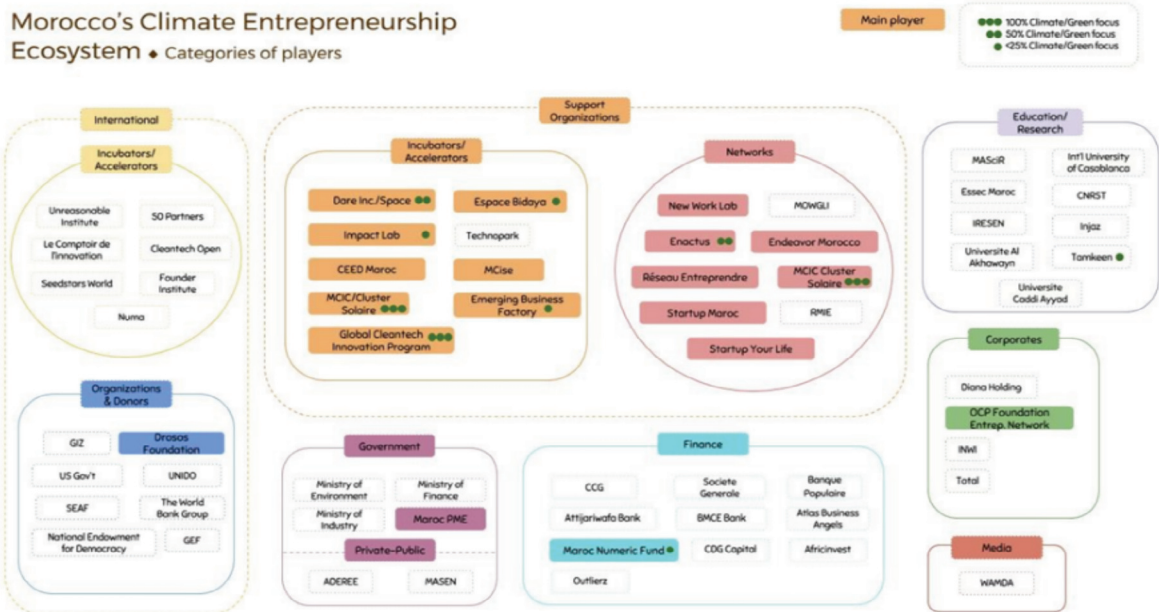 Morocco's Climate Entrepreneurship
Ecosystem ◆ Categories of players
Main player
100% Climate/Green focus
50% Climate/Green focus
<25% Climate/Green focus
International
Incubators/
Accelerators
Unreasonable
Institute
50 Partners
Le Comptoir de
l'innovation
Cleantech Open
Seedstars World
Founder
Institute
Numa
Organizations
& Donors
GIZ
Drosos
Foundation
US Gov't
UNIDO
SEAF
The World
Bank Group
National Endowment
for Democracy
GEF
Support
Organizations
Incubators/
Accelerators
Dare Inc./Space
Espace Bidaya
Impact Lab
Technopark
CEED Maroc
MCise
MCIC/Cluster
Solaire
Emerging Business
Factory
Global Cleantech
Innovation Program
Networks
New Work Lab
MOWGLI
Enactus
Endeavor Morocco
Réseau Entreprendre
MCIC Cluster
Solaire
Startup Maroc
RMIE
Startup Your Life
Education/
Research
MAScIR
Int'l University
of Casablanca
Essec Maroc
CNRST
IRESEN
Injaz
Universite Al
Akhawayn
Tamkeen
Universite
Caddi Ayyad
Government
Ministry of
Environment
Ministry of
Finance
Ministry of
Industry
Maroc PME
Private-Public
ADEREE
MASEN
Finance
CCG
Societe
Generale
Banque
Populaire
Attijariwafa Bank
BMCE Bank
Atlas Business
Angels
Maroc Numeric Fund
CDG Capital
Africinvest
Outlierz
Corporates
Diana Holding
OCP Foundation
Entrep. Network
INWI
Total
Media
WAMDA